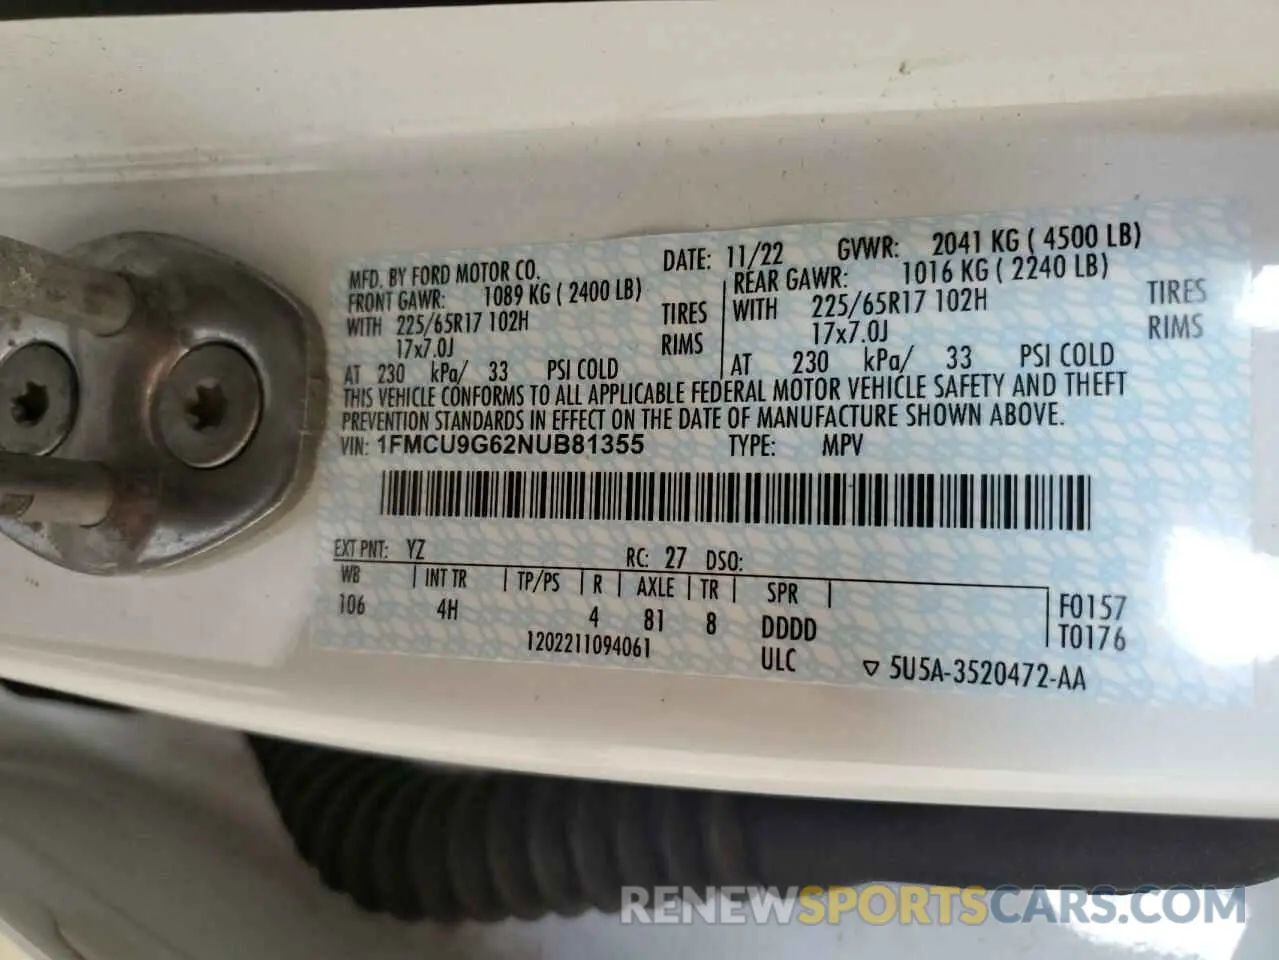 MFD. BY FORD MOTOR CO. DATE: 11/22 GVWR: 2041 KG ( 4500 LB)
FRONT GAWR: 1089 KG ( 2400 LB) REAR GAWR: 1016 KG ( 2240 LB)
WITH 225/65R17 102H TIRES WITH 225/65R17 102H TIRES
17x7.0J RIMS 17x7.0J RIMS
AT 230 kPa/ 33 PSI COLD AT 230 kPa/ 33 PSI COLD
THIS VEHICLE CONFORMS TO ALL APPLICABLE FEDERAL MOTOR VEHICLE SAFETY AND THEFT
PREVENTION STANDARDS IN EFFECT ON THE DATE OF MANUFACTURE SHOWN ABOVE.
VIN: 1FMCU9G62NUB81355 TYPE: MPV
EXT PNT: YZ RC: 27 DSO:
WB INT TR TP/PS R AXLE TR SPR
106 4H 4 81 8 DDDD F0157
T0176
1202211094061 ULC ▽ 5U5A-3520472-AA
RENEWSPORTSCARS.COM